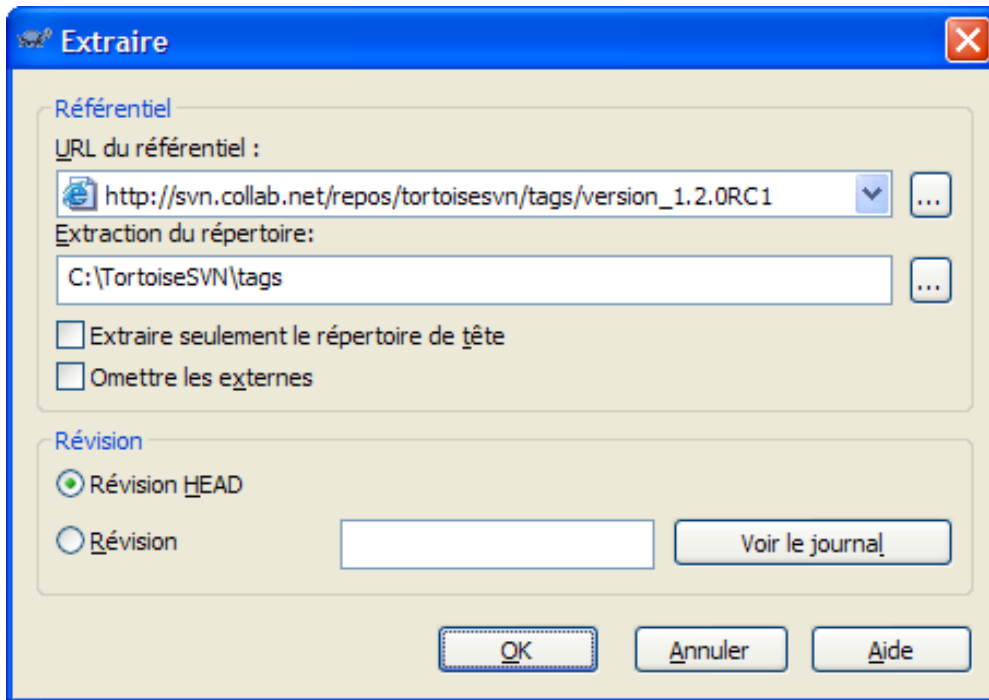 Extraire
Référentiel
URL du référentiel :
http://svn.collab.net/repos/tortoisesvn/tags/version_1.2.0RC1
...
Extraction du répertoire:
C:\TortoiseSVN\tags
...
Extraire seulement le répertoire de tête
Omettre les externes
Révision
Révision HEAD
Révision
Voir le journal
OK
Annuler
Aide